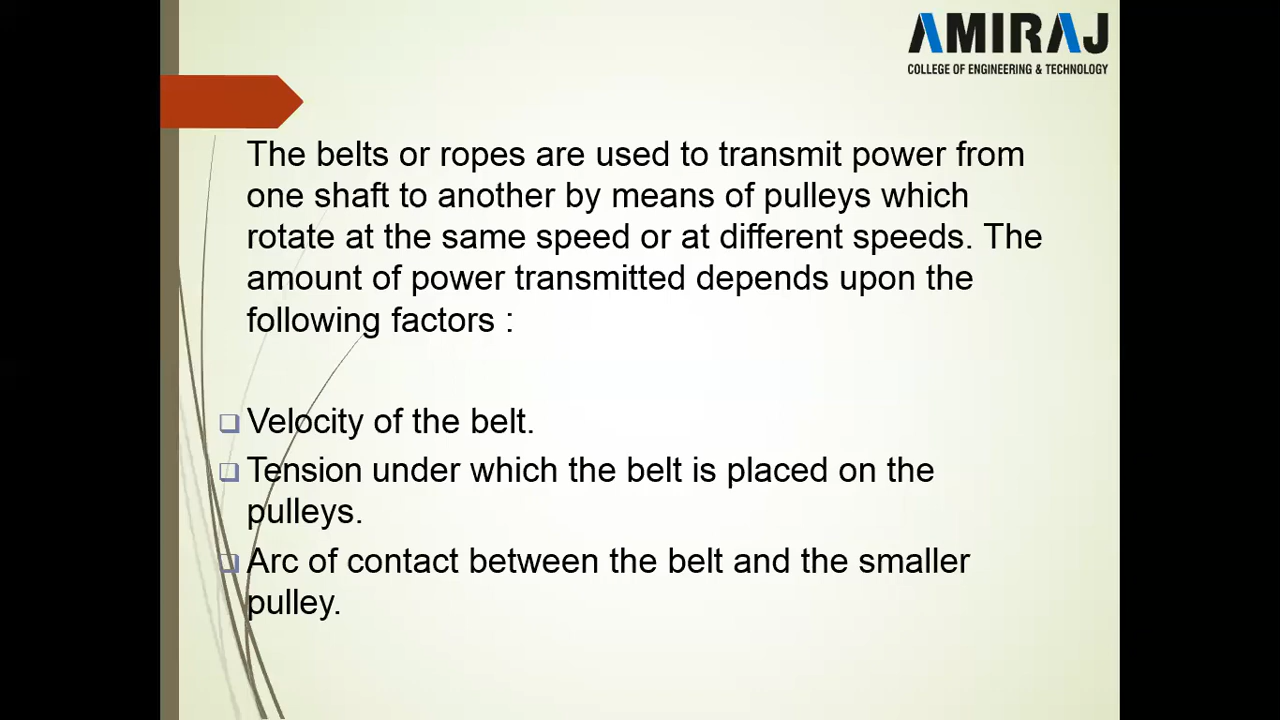 AMIRAJ
COLLEGE OF ENGINEERING & TECHNOLOGY
The belts or ropes are used to transmit power from
one shaft to another by means of pulleys which
rotate at the same speed or at different speeds. The
amount of power transmitted depends upon the
following factors :
Velocity of the belt.
Tension under which the belt is placed on the
pulleys.
Arc of contact between the belt and the smaller
pulley.